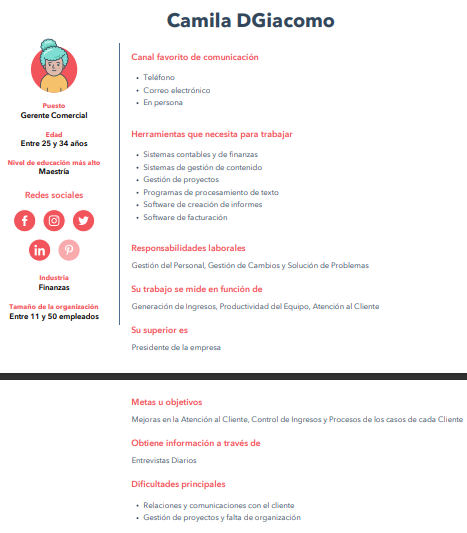 Camila DGiacomo
Puesto
Gerente Comercial
Edad
Entre 25 y 34 años
Nivel de educación más alto
Maestría
Redes sociales
Industria
Finanzas
Tamaño de la organización
Entre 11 y 50 empleados
Canal favorito de comunicación
• Teléfono
• Correo electrónico
• En persona
Herramientas que necesita para trabajar
• Sistemas contables y de finanzas
• Sistemas de gestión de contenido
• Gestión de proyectos
• Programas de procesamiento de texto
• Software de creación de informes
• Software de facturación
Responsabilidades laborales
Gestión del Personal, Gestión de Cambios y Solución de Problemas
Su trabajo se mide en función de
Generación de Ingresos, Productividad del Equipo, Atención al Cliente
Su superior es
Presidente de la empresa
Metas u objetivos
Mejoras en la Atención al Cliente, Control de Ingresos y Procesos de los casos de cada Cliente
Obtiene información a través de
Entrevistas Diarios
Dificultades principales
• Relaciones y comunicaciones con el cliente
• Gestión de proyectos y falta de organización